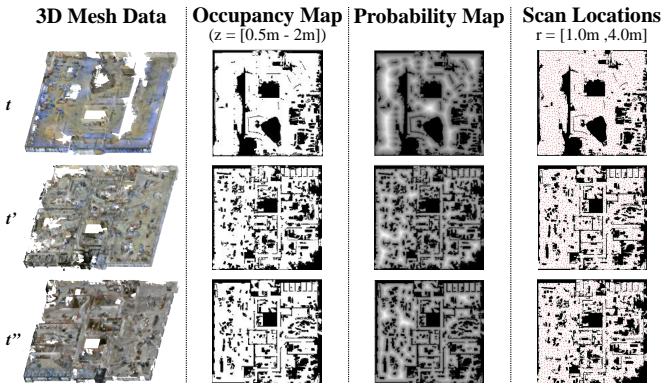 3D Mesh Data
Occupancy Map
(z = [0.5m - 2m])
Probability Map
Scan Locations
r = [1.0m ,4.0m]
t
t’
t”